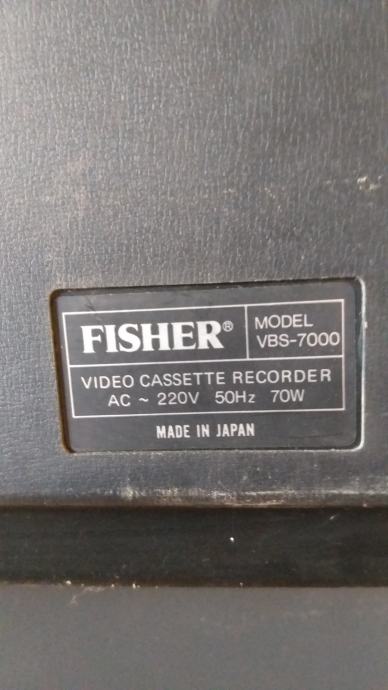 FISHER®
MODEL
VBS-7000
VIDEO CASSETTE RECORDER
AC ~ 220V 50Hz 70W
MADE IN JAPAN